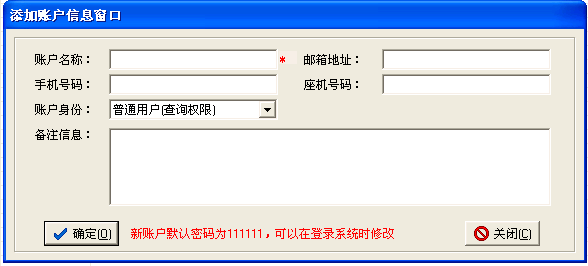 添加账户信息窗口
账户名称： * 邮箱地址：
手机号码： 座机号码：
账户身份： 普通用户(查询权限)
备注信息：
确定(O) 新账户默认密码为111111，可以在登录系统时修改 关闭(C)